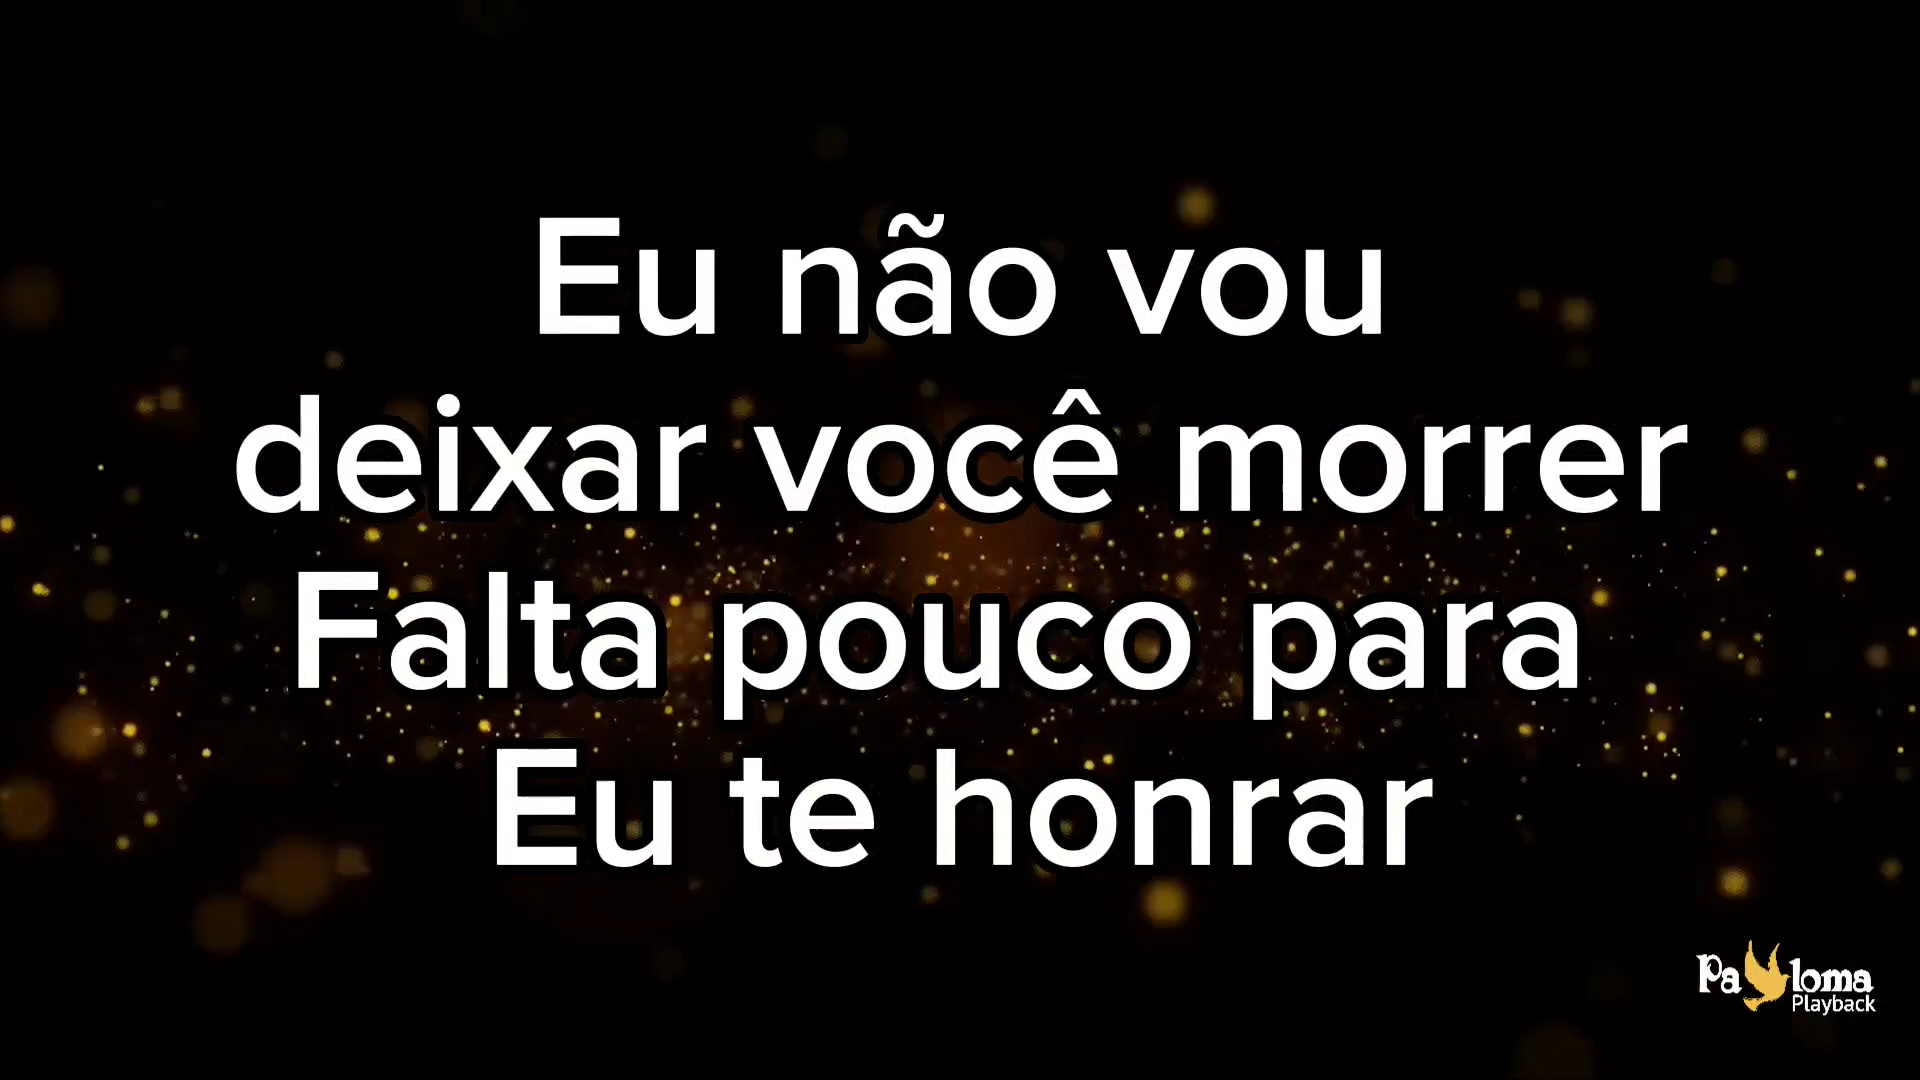 Eu não vou
deixar você morrer
Falta pouco para
Eu te honrar
Paloma
Playback